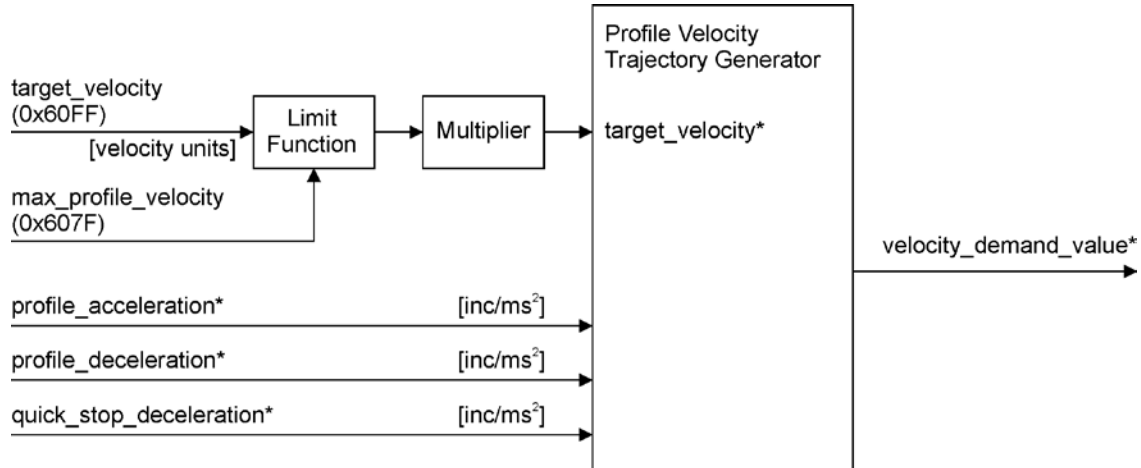 Profile Velocity
Trajectory Generator
target_velocity
(0x60FF)
[velocity units]
Limit
Function
Multiplier
target_velocity*
max_profile_velocity
(0x607F)
velocity_demand_value*
profile_acceleration* [inc/ms²]
profile_deceleration* [inc/ms²]
quick_stop_deceleration* [inc/ms²]